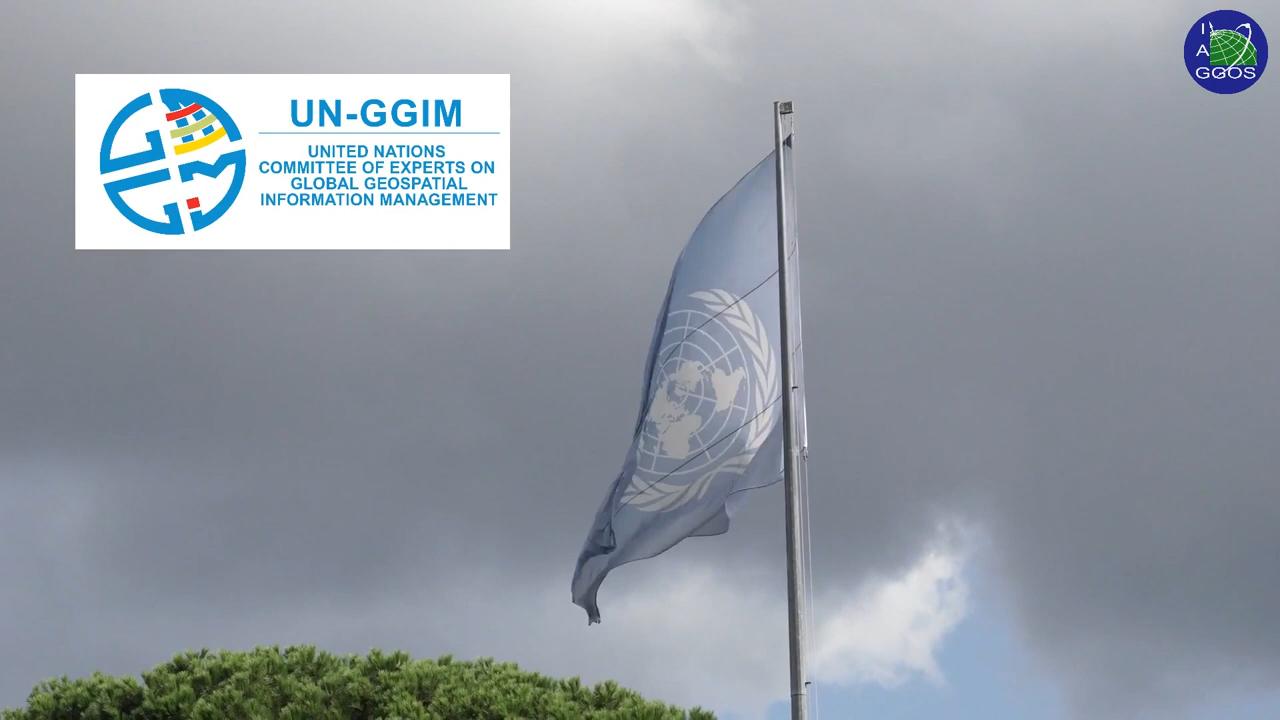 UN-GGIM
UNITED NATIONS
COMMITTEE OF EXPERTS ON
GLOBAL GEOSPATIAL
INFORMATION MANAGEMENT
I
A
GGOS